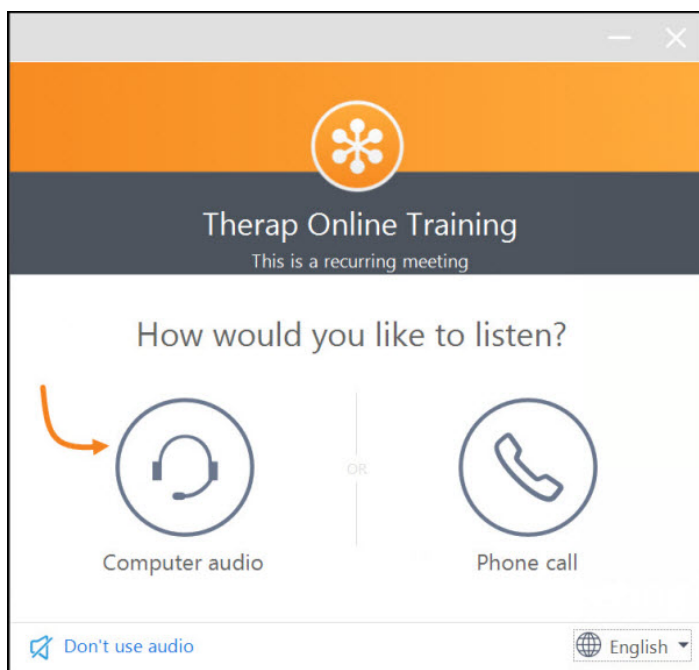 Therap Online Training
This is a recurring meeting
How would you like to listen?
OR
Computer audio
Phone call
Don't use audio
English